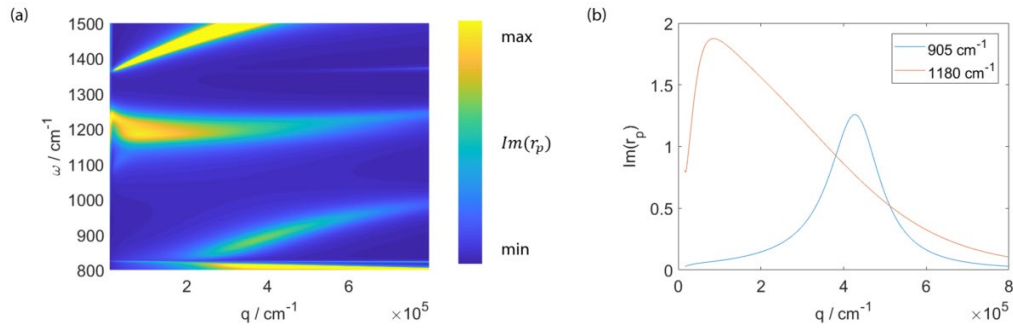 (a)
1500
1400
1300
1200
1100
1000
900
800
ω / cm⁻¹
2
4
6
q / cm⁻¹
×10⁵
max
Im(rₚ)
min
(b)
2
1.5
1
0.5
0
Im(rₚ)
0
2
4
6
8
q / cm⁻¹
×10⁵
905 cm⁻¹
1180 cm⁻¹